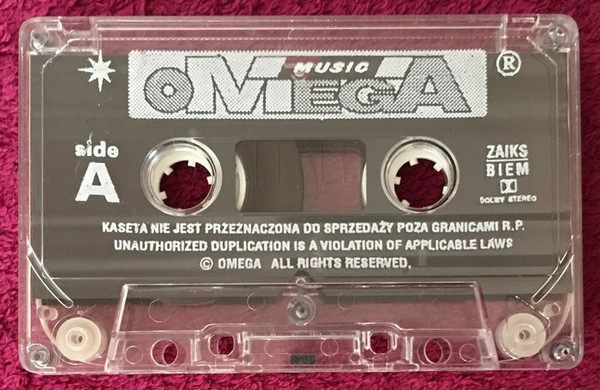 MUSIC
OMEGA
®
side
A
ZAIKS
BIEM
DOLBY STEREO
KASETA NIE JEST PRZEZNACZONA DO SPRZEDAŻY POZA GRANICAMI R.P.
UNAUTHORIZED DUPLICATION IS A VIOLATION OF APPLICABLE LAWS
© OMEGA ALL RIGHTS RESERVED.